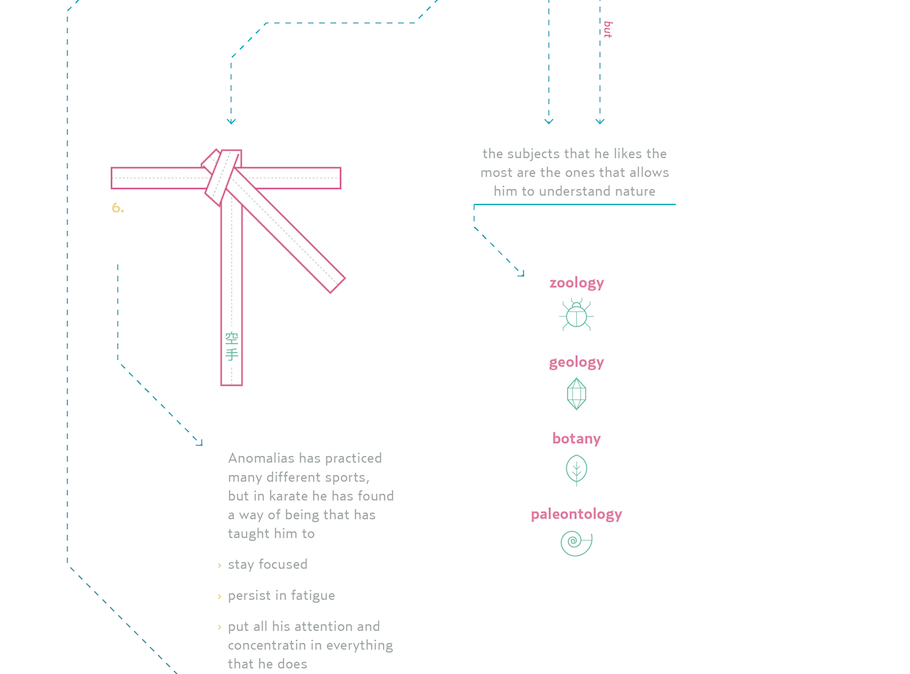 but
the subjects that he likes the
most are the ones that allows
him to understand nature
6.
空
手
zoology
geology
botany
paleontology
Anomalias has practiced
many different sports,
but in karate he has found
a way of being that has
taught him to
› stay focused
› persist in fatigue
› put all his attention and
concentratin in everything
that he does